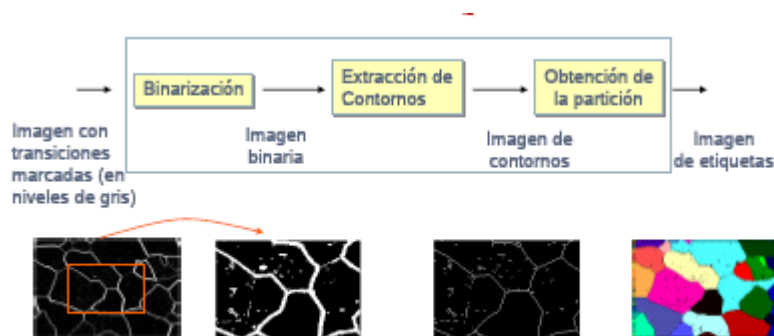 Binarización
Extracción de
Contornos
Obtención de
la partición
Imagen con
transiciones
marcadas (en
niveles de gris)
Imagen
binaria
Imagen de
contornos
Imagen
de etiquetas